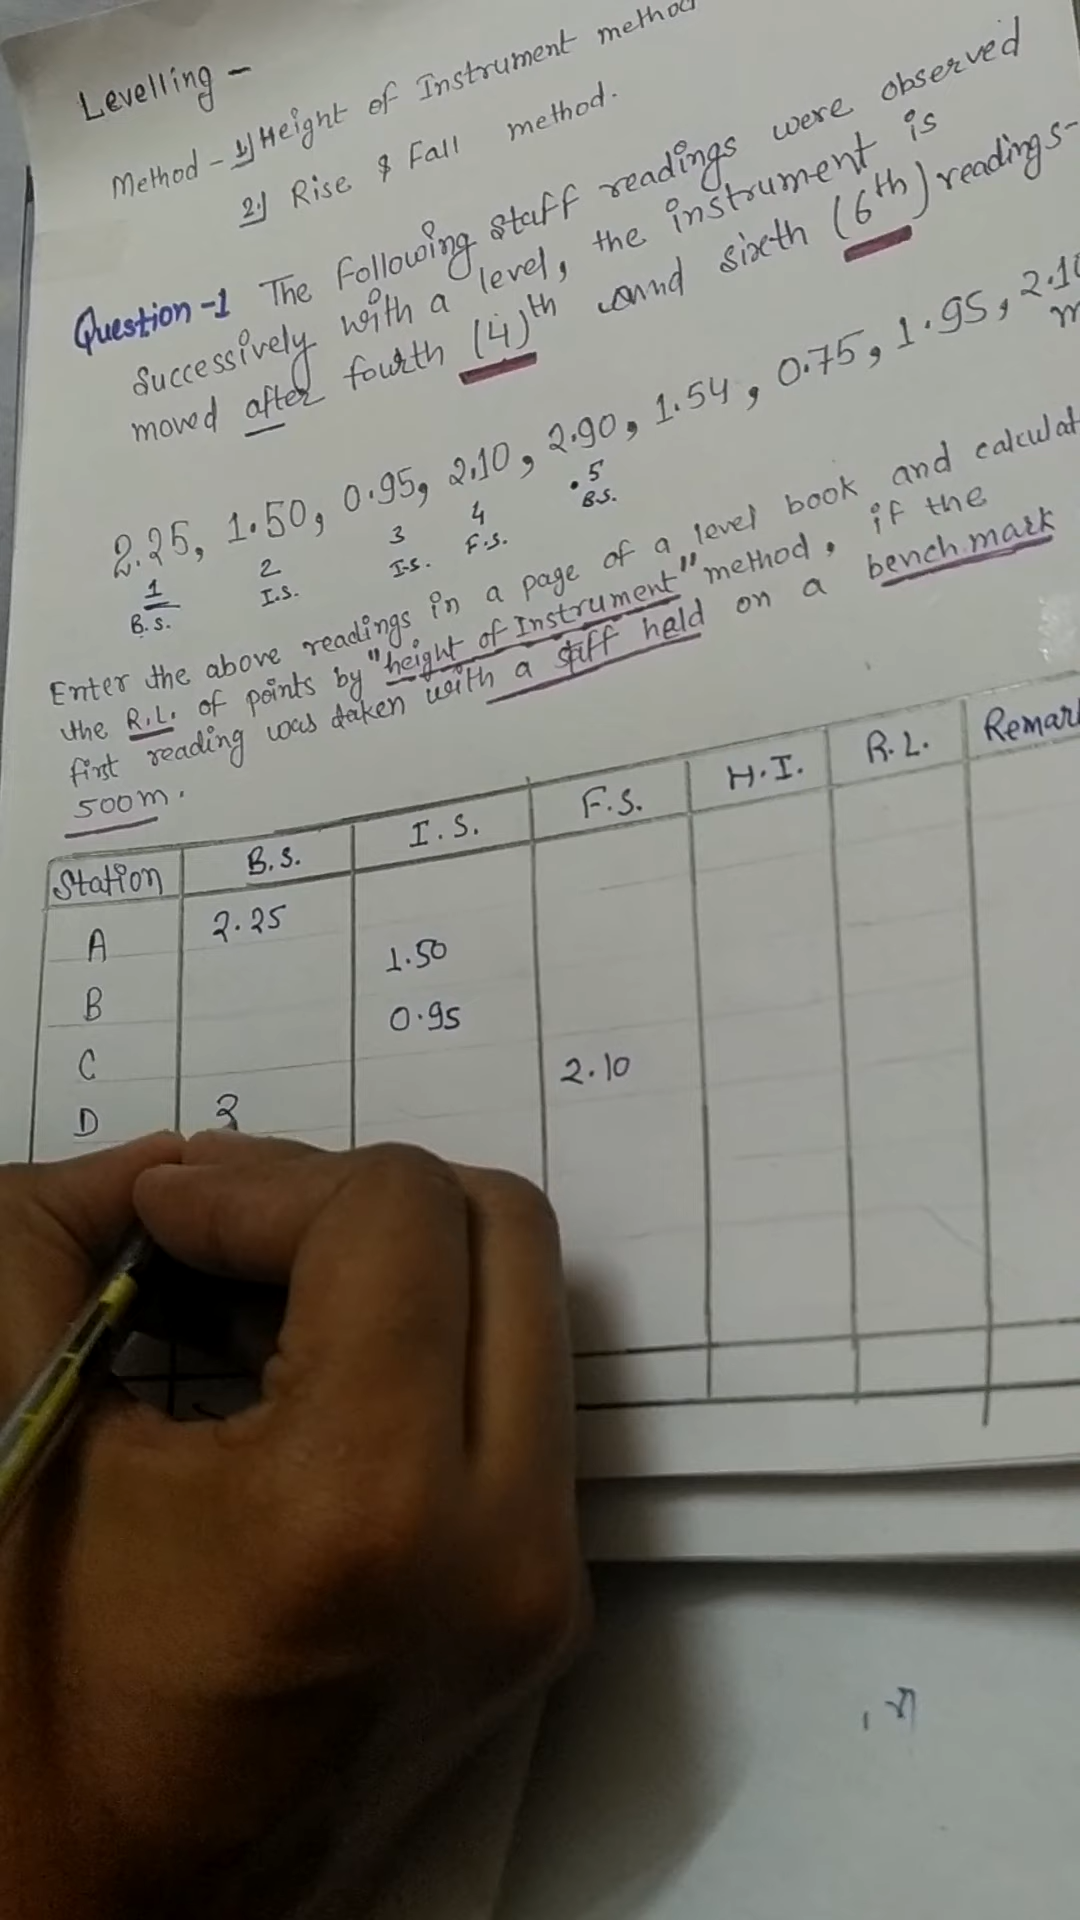 Levelling -
Method - 1) Height of Instrument method
2) Rise & Fall method.
Question -1 The following staff readings were observed
successively with a level, the instrument is
moved after fourth (4)th and sixth (6th) readings-
2.25, 1.50, 0.95, 2.10, 2.90, 1.54, 0.75, 1.95, 2.10
m
1 2 3 4 .5
B.S. I.S. I.S. F.S. B.S.
Enter the above readings in a page of a level book and calculat
the R.L. of points by "height of Instrument" method, if the
first reading was taken with a stiff held on a bench mark
500m.
Station B.S. I.S. F.S. H.I. R.L. Remar
A 2.25
B 1.50
C 0.95
D 2.10